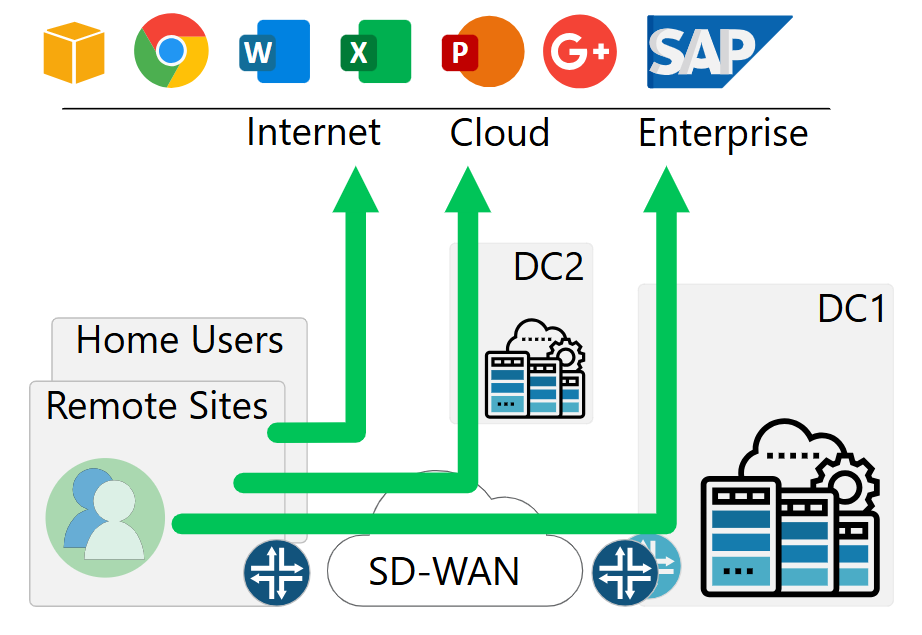 W
X
P
G+
SAP
Internet
Cloud
Enterprise
DC2
DC1
Home Users
Remote Sites
SD-WAN